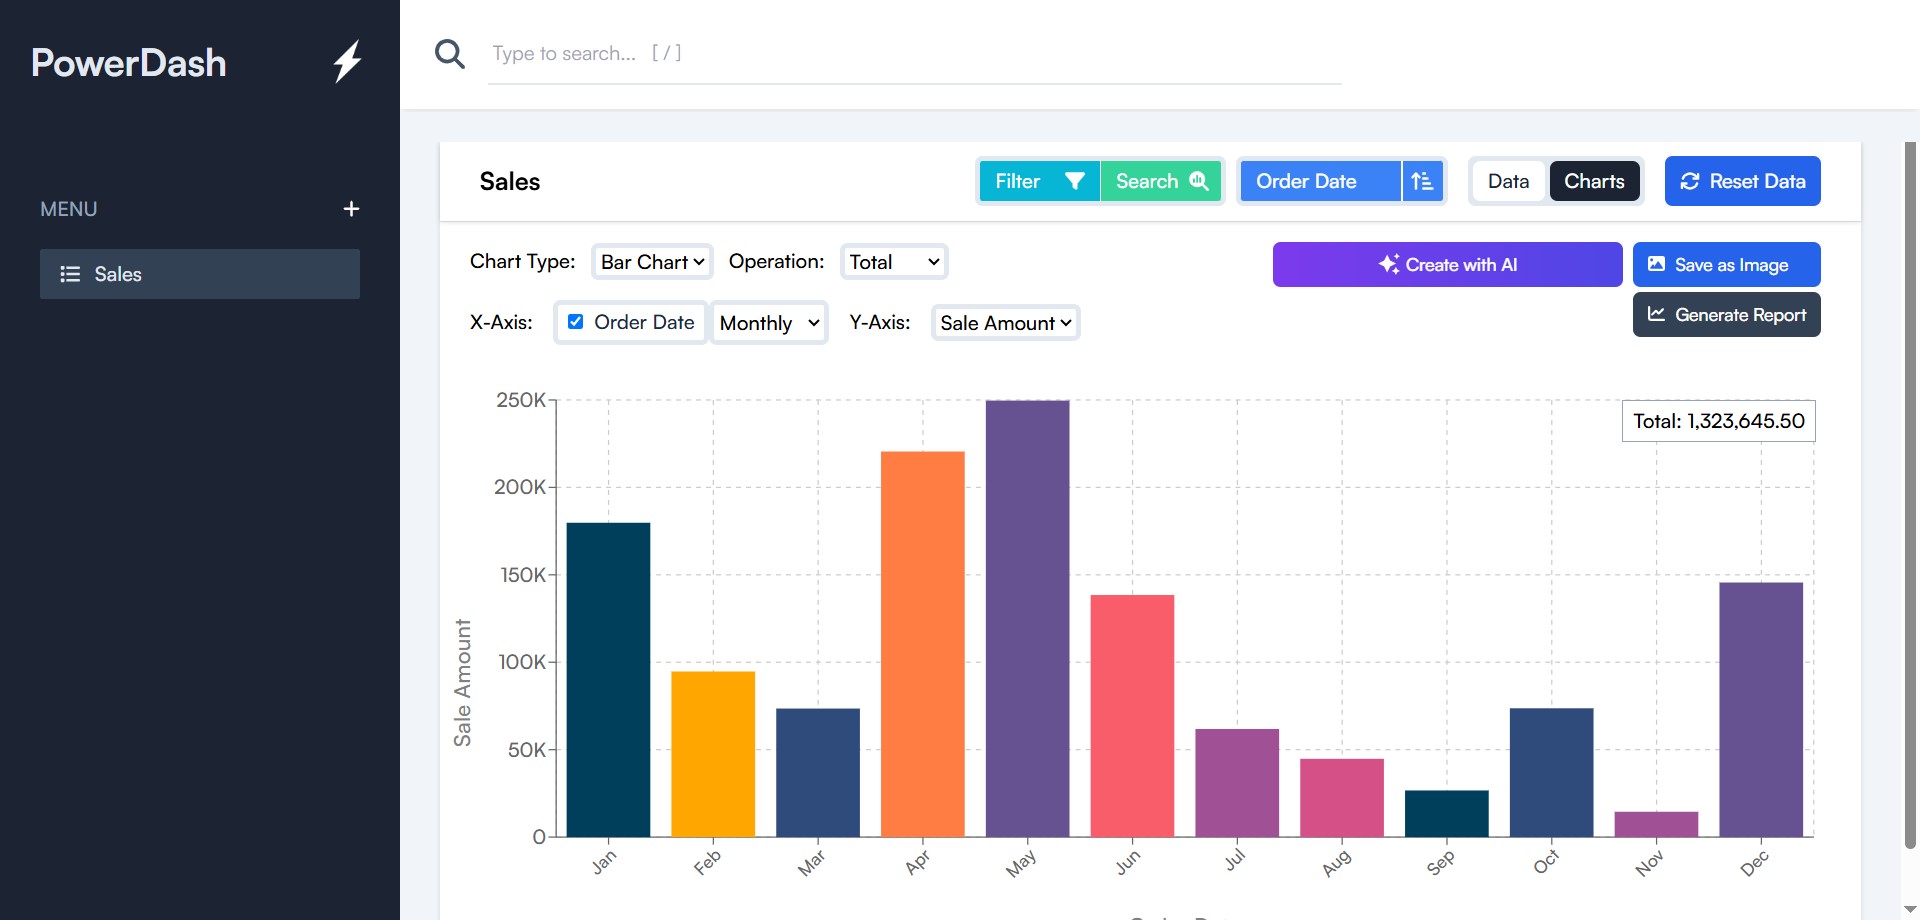 PowerDash
Type to search... [ / ]
MENU +
Sales
Sales
Filter Search Order Date Data Charts Reset Data
Chart Type: Bar Chart Operation: Total
Create with AI Save as Image
X-Axis: Order Date Monthly Y-Axis: Sale Amount
Generate Report
Total: 1,323,645.50
250K
200K
150K
100K
50K
0
Sale Amount
Jan Feb Mar Apr May Jun Jul Aug Sep Oct Nov Dec